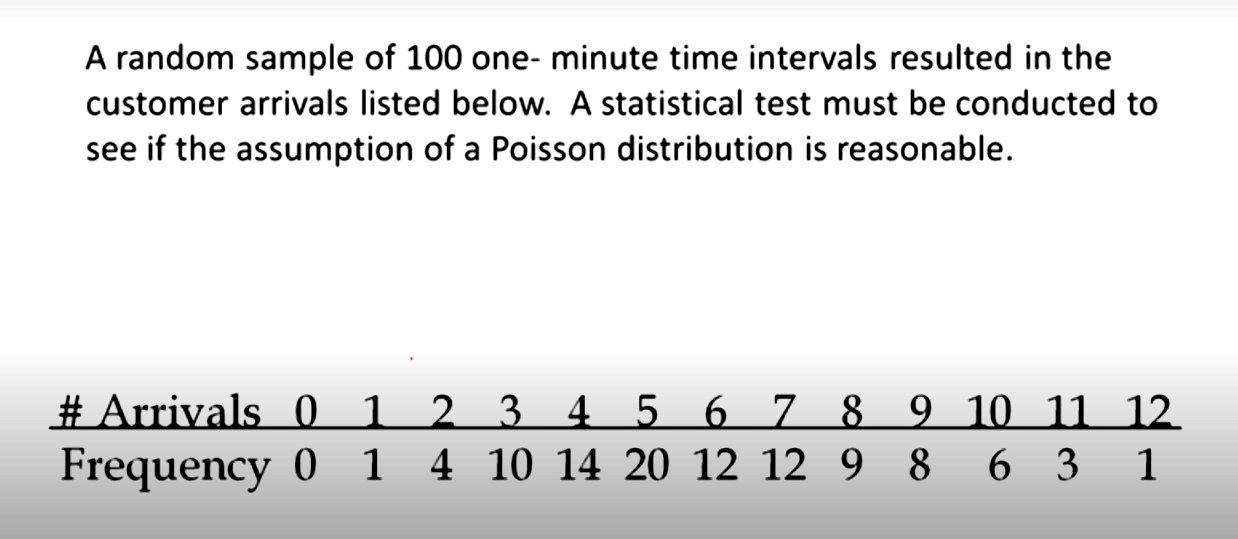 A random sample of 100 one- minute time intervals resulted in the
customer arrivals listed below.  A statistical test must be conducted to
see if the assumption of a Poisson distribution is reasonable.
# Arrivals 0 1 2 3 4 5 6 7 8 9 10 11 12
Frequency 0 1 4 10 14 20 12 12 9 8 6 3 1